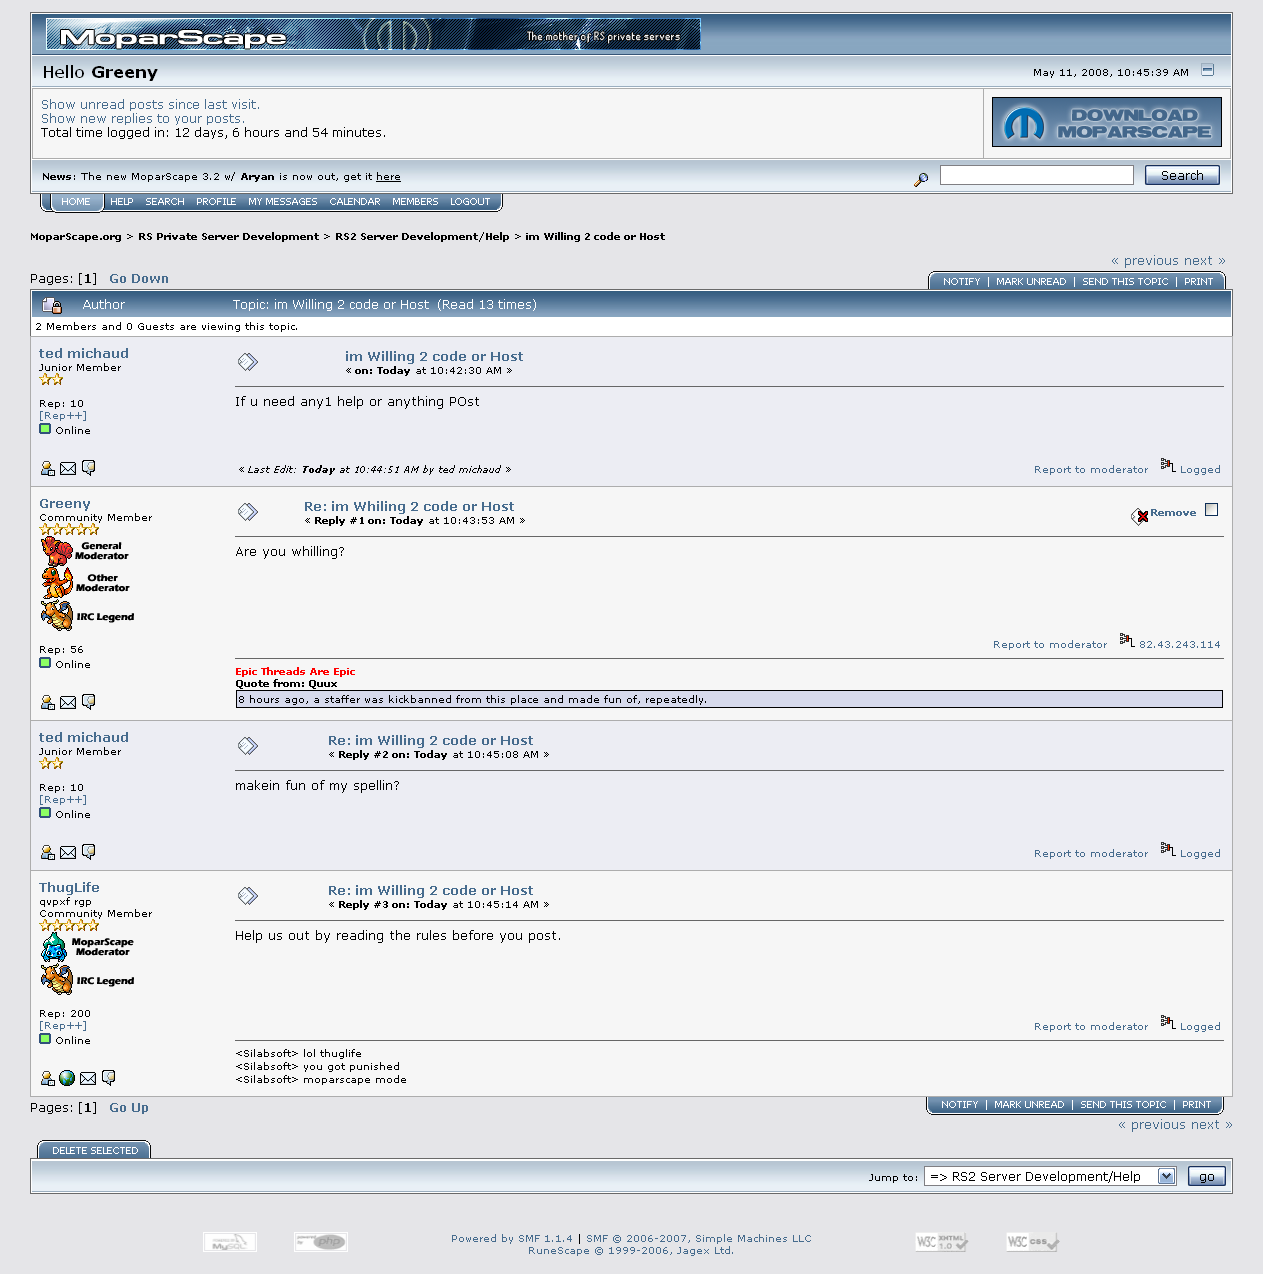 MoparScape
The mother of RS private servers
Hello Greeny
May 11, 2008, 10:45:39 AM
Show unread posts since last visit.
Show new replies to your posts.
Total time logged in: 12 days, 6 hours and 54 minutes.
DOWNLOAD
MOPARSCAPE
News: The new MoparScape 3.2 w/ Aryan is now out, get it here
Search
HOME HELP SEARCH PROFILE MY MESSAGES CALENDAR MEMBERS LOGOUT
MoparScape.org > RS Private Server Development > RS2 Server Development/Help > im Willing 2 code or Host
« previous next »
Pages: [1] Go Down
NOTIFY | MARK UNREAD | SEND THIS TOPIC | PRINT
Author Topic: im Willing 2 code or Host (Read 13 times)
2 Members and 0 Guests are viewing this topic.
ted michaud
Junior Member
Rep: 10
[Rep++]
Online
im Willing 2 code or Host
« on: Today at 10:42:30 AM »
If u need any1 help or anything POst
« Last Edit: Today at 10:44:51 AM by ted michaud »
Report to moderator Logged
Greeny
Community Member
General
Moderator
Other
Moderator
IRC Legend
Rep: 56
Online
Re: im Whiling 2 code or Host
« Reply #1 on: Today at 10:43:53 AM »
Remove
Are you whilling?
Report to moderator 82.43.243.114
Epic Threads Are Epic
Quote from: Quux
8 hours ago, a staffer was kickbanned from this place and made fun of, repeatedly.
ted michaud
Junior Member
Rep: 10
[Rep++]
Online
Re: im Willing 2 code or Host
« Reply #2 on: Today at 10:45:08 AM »
makein fun of my spellin?
Report to moderator Logged
ThugLife
qvpxf rgp
Community Member
MoparScape
Moderator
IRC Legend
Rep: 200
[Rep++]
Online
Re: im Willing 2 code or Host
« Reply #3 on: Today at 10:45:14 AM »
Help us out by reading the rules before you post.
Report to moderator Logged
<Silabsoft> lol thuglife
<Silabsoft> you got punished
<Silabsoft> moparscape mode
Pages: [1] Go Up
NOTIFY | MARK UNREAD | SEND THIS TOPIC | PRINT
« previous next »
DELETE SELECTED
Jump to: => RS2 Server Development/Help go
MySQL
php
Powered by SMF 1.1.4 | SMF © 2006-2007, Simple Machines LLC
RuneScape © 1999-2006, Jagex Ltd.
W3C XHTML 1.0
W3C css